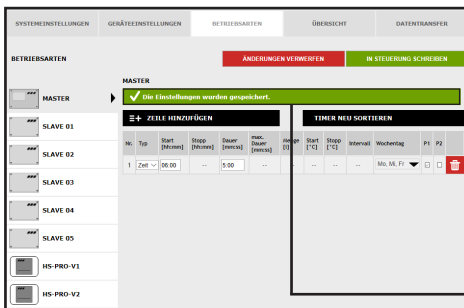 SYSTEMEINSTELLUNGEN GERÄTEEINSTELLUNGEN BETRIEBSARTEN ÜBERSICHT DATENTRANSFER
BETRIEBSARTEN ÄNDERUNGEN VERWERFEN IN STEUERUNG SCHREIBEN
MASTER
MASTER
Die Einstellungen wurden gespeichert.
ZEILE HINZUFÜGEN TIMER NEU SORTIEREN
Nr. Typ Start [hh:mm] Stopp [hh:mm] Dauer [mm:ss] max. Dauer [mm:ss] [l] Start [°C] Stopp [°C] Intervall Wochentag P1 P2
1 Zeit 06:00 -- -- 5:00 -- -- -- -- -- Mo, Mi, Fr
SLAVE 01
SLAVE 02
SLAVE 03
SLAVE 04
SLAVE 05
HS-PRO-V1
HS-PRO-V2